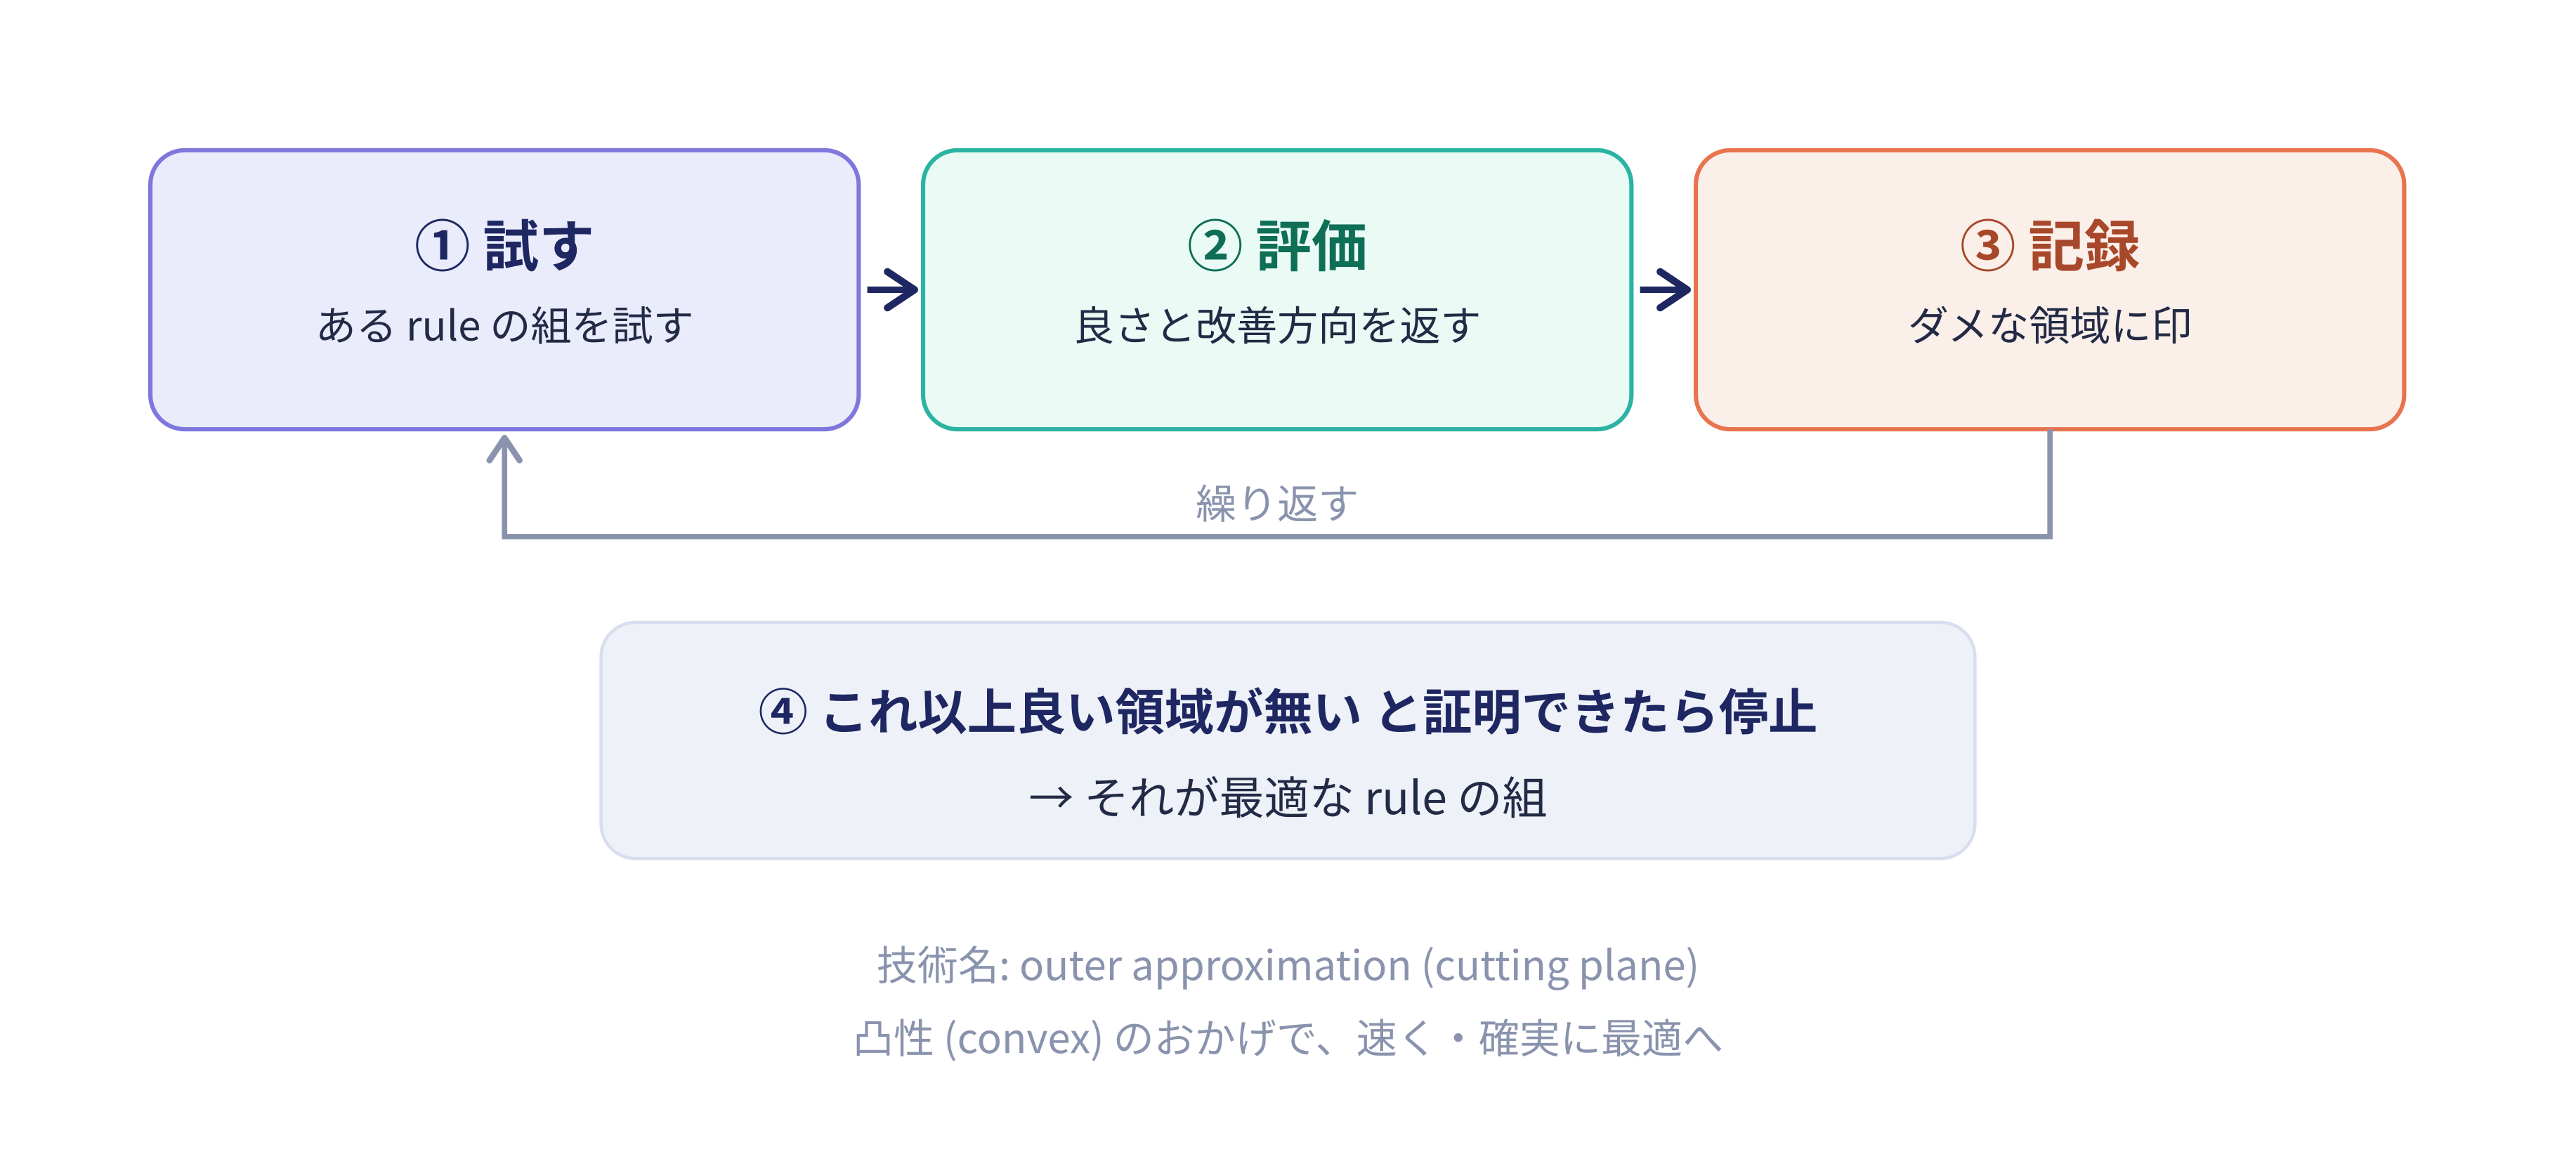 ① 試す
ある rule の組を試す
② 評価
良さと改善方向を返す
③ 記録
ダメな領域に印
繰り返す
④ これ以上良い領域が無い と証明できたら停止
→ それが最適な rule の組
技術名: outer approximation (cutting plane)
凸性 (convex) のおかげで、速く・確実に最適へ